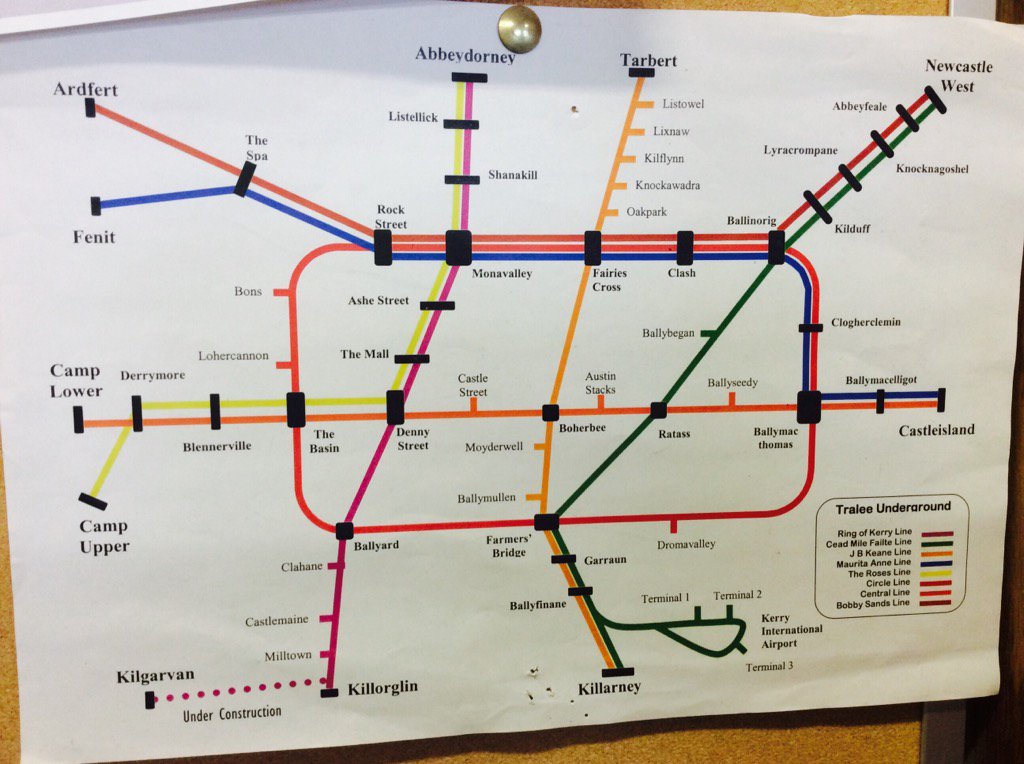 Abbeydorney
Tarbert
Newcastle
West
Ardfert
Listellick
Listowel
Abbeyfeale
Lixnaw
The
Spa
Lyracrompane
Kilflynn
Knocknagoshel
Shanakill
Knockawadra
Rock
Street
Oakpark
Ballinorig
Kilduff
Fenit
Monavalley
Fairies
Cross
Clash
Bons
Ashe Street
Clogherclemin
Ballybegan
Lohercannon
The Mall
Camp
Lower
Derrymore
Castle
Street
Austin
Stacks
Ballyseedy
Ballymacelligot
Blennerville
The
Basin
Denny
Street
Boherbee
Ratass
Ballymac
thomas
Castleisland
Moyderwell
Ballymullen
Camp
Upper
Ballyard
Farmers'
Bridge
Dromavalley
Tralee Underground
Ring of Kerry Line
Cead Mile Failte Line
J B Keane Line
Maurita Anne Line
The Roses Line
Circle Line
Central Line
Bobby Sands Line
Clahane
Garraun
Ballyfinane
Terminal 1
Terminal 2
Castlemaine
Kerry
International
Airport
Milltown
Terminal 3
Kilgarvan
Killorglin
Killarney
Under Construction